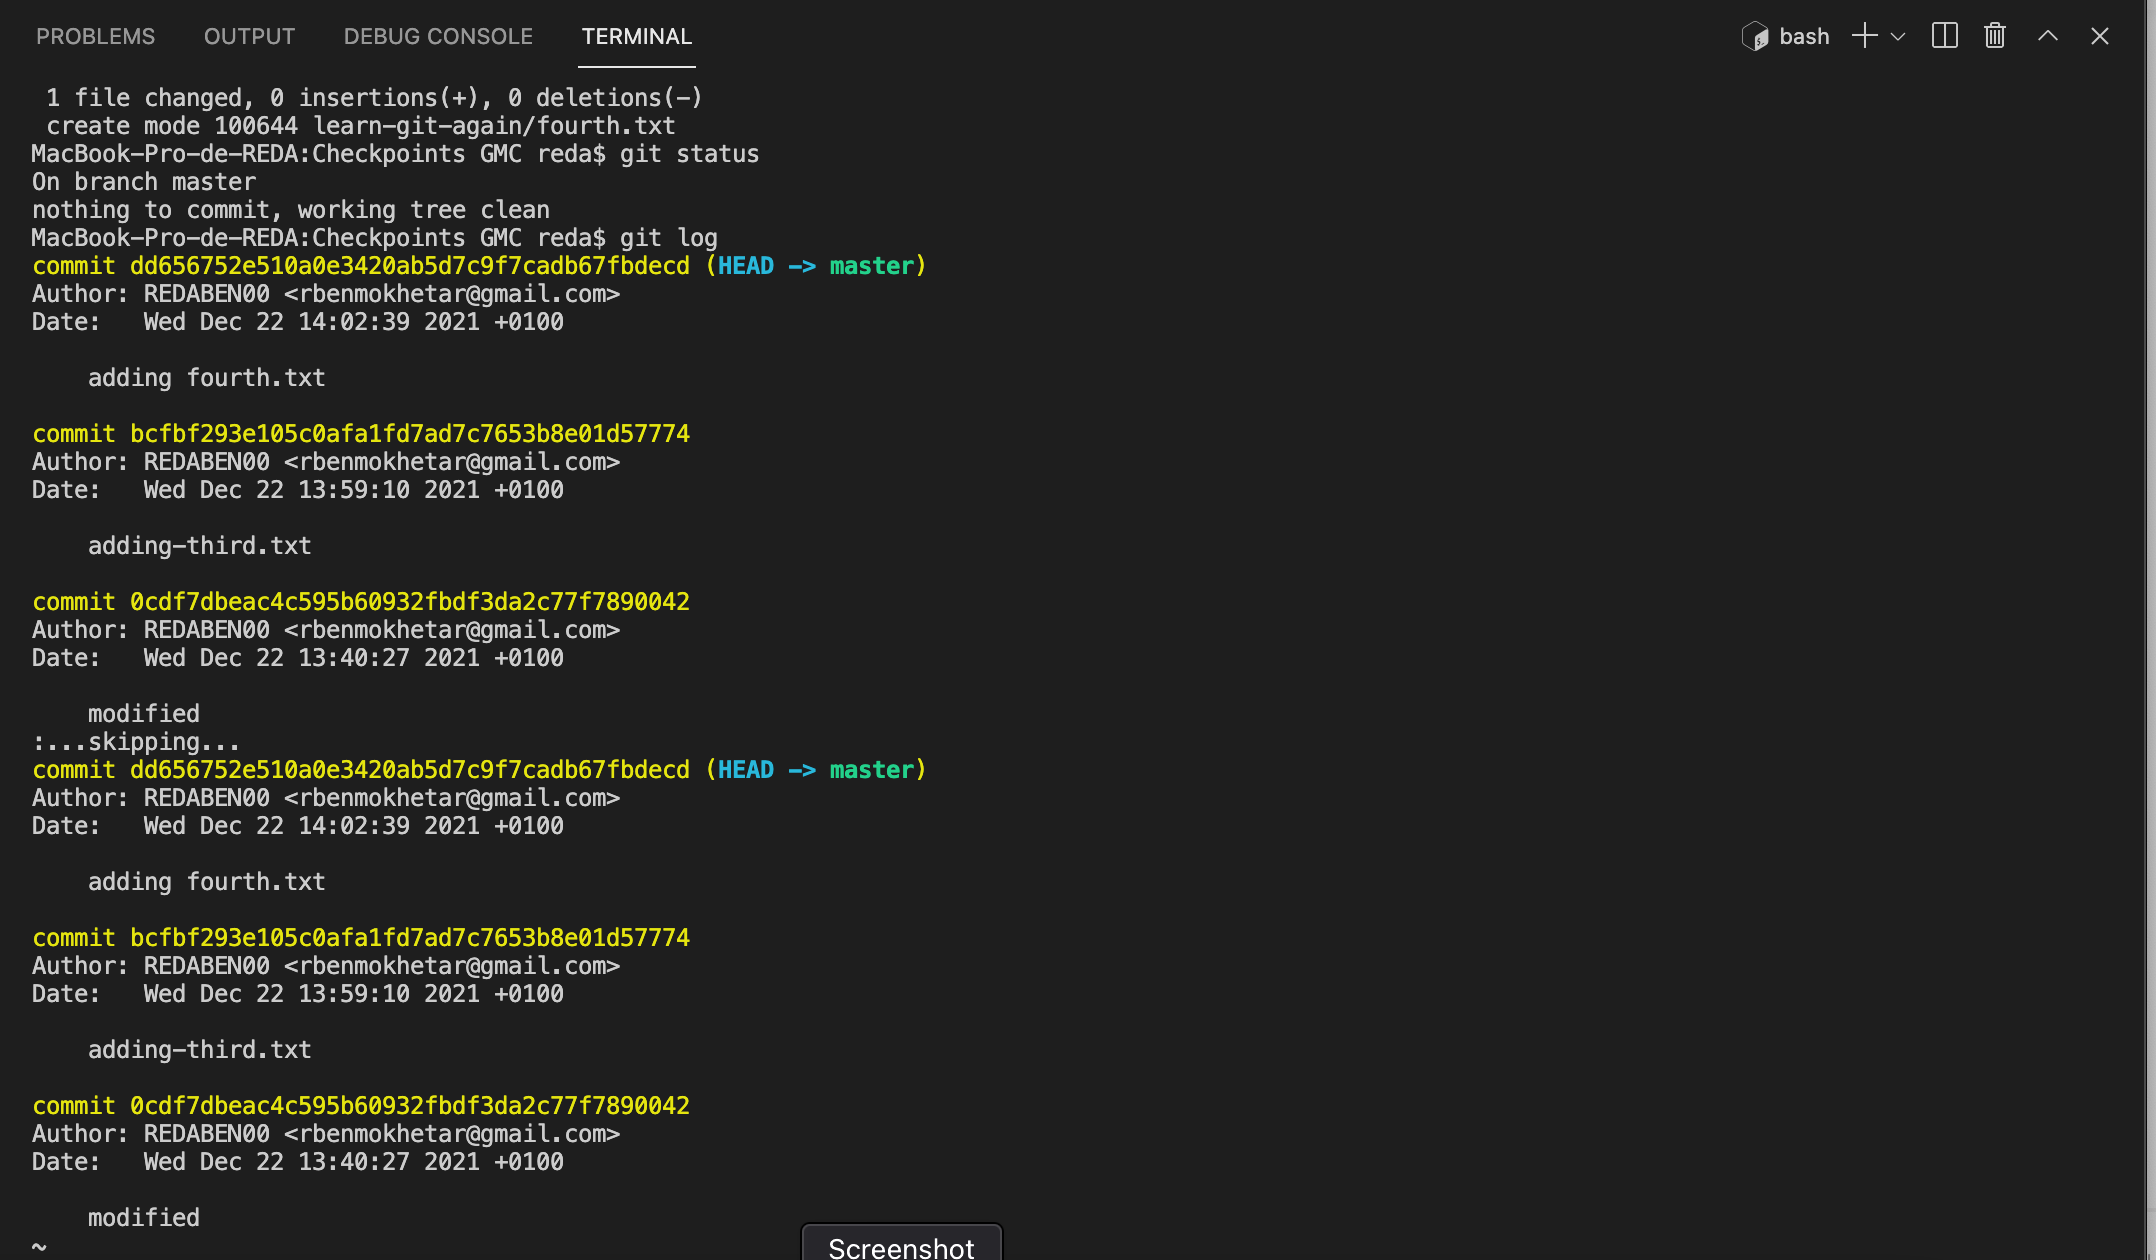 PROBLEMS OUTPUT DEBUG CONSOLE TERMINAL bash
 1 file changed, 0 insertions(+), 0 deletions(-)
 create mode 100644 learn-git-again/fourth.txt
MacBook-Pro-de-REDA:Checkpoints GMC reda$ git status
On branch master
nothing to commit, working tree clean
MacBook-Pro-de-REDA:Checkpoints GMC reda$ git log
commit dd656752e510a0e3420ab5d7c9f7cadb67fbdecd (HEAD -> master)
Author: REDABEN00 <rbenmokhetar@gmail.com>
Date:   Wed Dec 22 14:02:39 2021 +0100

    adding fourth.txt

commit bcfbf293e105c0afa1fd7ad7c7653b8e01d57774
Author: REDABEN00 <rbenmokhetar@gmail.com>
Date:   Wed Dec 22 13:59:10 2021 +0100

    adding-third.txt

commit 0cdf7dbeac4c595b60932fbdf3da2c77f7890042
Author: REDABEN00 <rbenmokhetar@gmail.com>
Date:   Wed Dec 22 13:40:27 2021 +0100

    modified
:...skipping...
commit dd656752e510a0e3420ab5d7c9f7cadb67fbdecd (HEAD -> master)
Author: REDABEN00 <rbenmokhetar@gmail.com>
Date:   Wed Dec 22 14:02:39 2021 +0100

    adding fourth.txt

commit bcfbf293e105c0afa1fd7ad7c7653b8e01d57774
Author: REDABEN00 <rbenmokhetar@gmail.com>
Date:   Wed Dec 22 13:59:10 2021 +0100

    adding-third.txt

commit 0cdf7dbeac4c595b60932fbdf3da2c77f7890042
Author: REDABEN00 <rbenmokhetar@gmail.com>
Date:   Wed Dec 22 13:40:27 2021 +0100

    modified
~
Screenshot